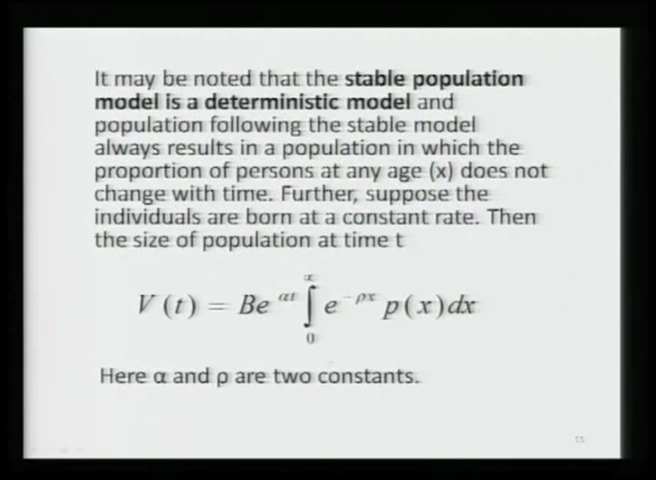 It may be noted that the stable population
model is a deterministic model and
population following the stable model
always results in a population in which the
proportion of persons at any age (x) does not
change with time. Further, suppose the
individuals are born at a constant rate. Then
the size of population at time t
V(t) = Be^{αt} ∫_0^∞ e^{-ρx} p(x)dx
Here α and ρ are two constants.
15